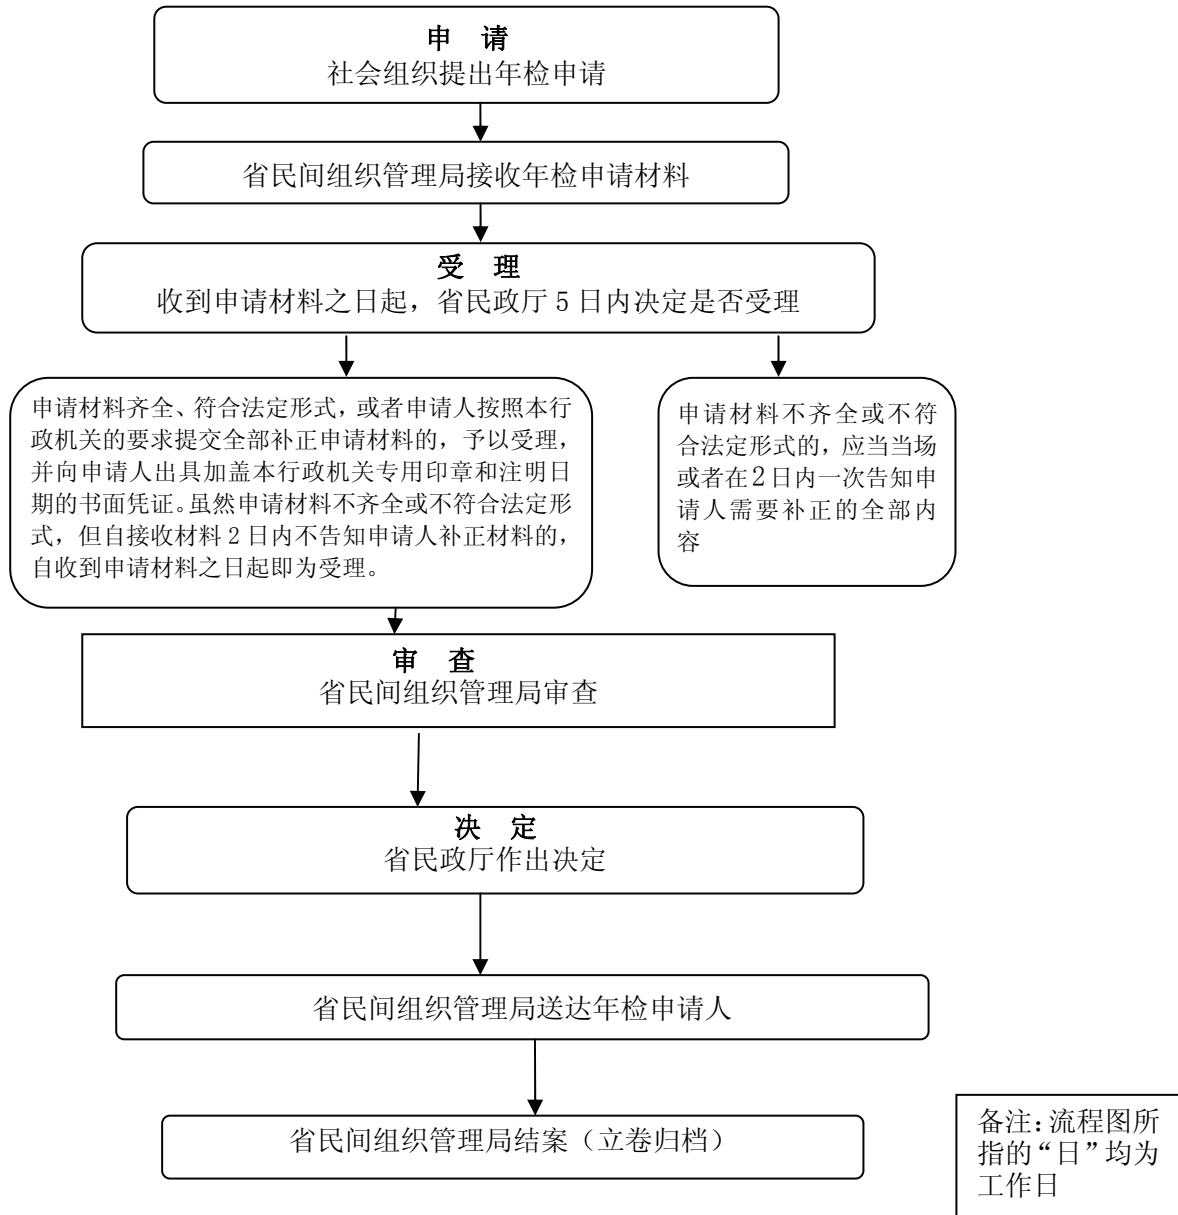 申 请
社会组织提出年检申请
省民间组织管理局接收年检申请材料
受 理
收到申请材料之日起，省民政厅 5 日内决定是否受理
申请材料齐全、符合法定形式，或者申请人按照本行
政机关的要求提交全部补正申请材料的，予以受理，
并向申请人出具加盖本行政机关专用印章和注明日
期的书面凭证。虽然申请材料不齐全或不符合法定形
式，但自接收材料 2 日内不告知申请人补正材料的，
自收到申请材料之日起即为受理。
申请材料不齐全或不符
合法定形式的，应当当场
或者在2日内一次告知申
请人需要补正的全部内
容
审 查
省民间组织管理局审查
决 定
省民政厅作出决定
省民间组织管理局送达年检申请人
省民间组织管理局结案（立卷归档）
备注：流程图所
指的“日”均为
工作日